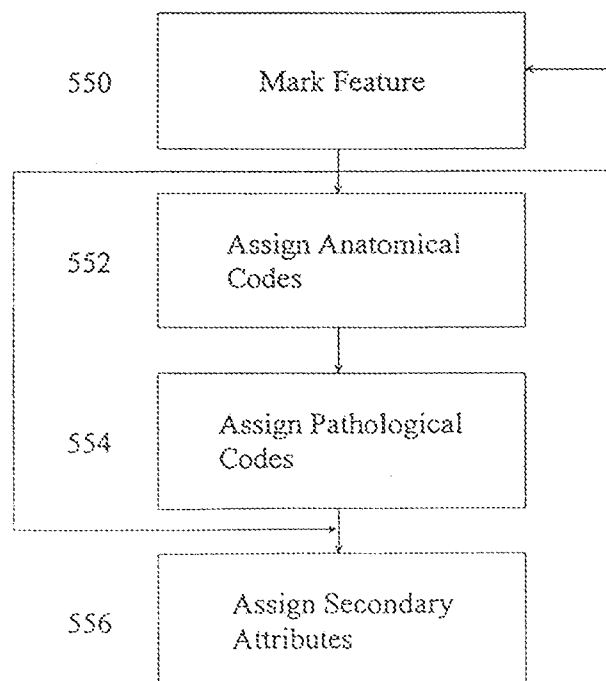 550
Mark Feature
552
Assign Anatomical
Codes
554
Assign Pathological
Codes
556
Assign Secondary
Attributes